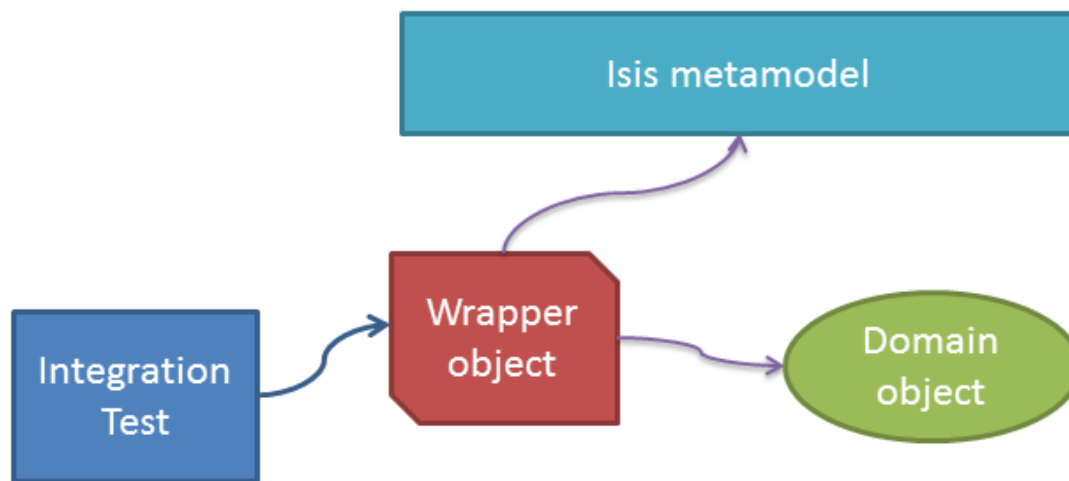 Isis metamodel
Wrapper
object
Integration
Test
Domain
object